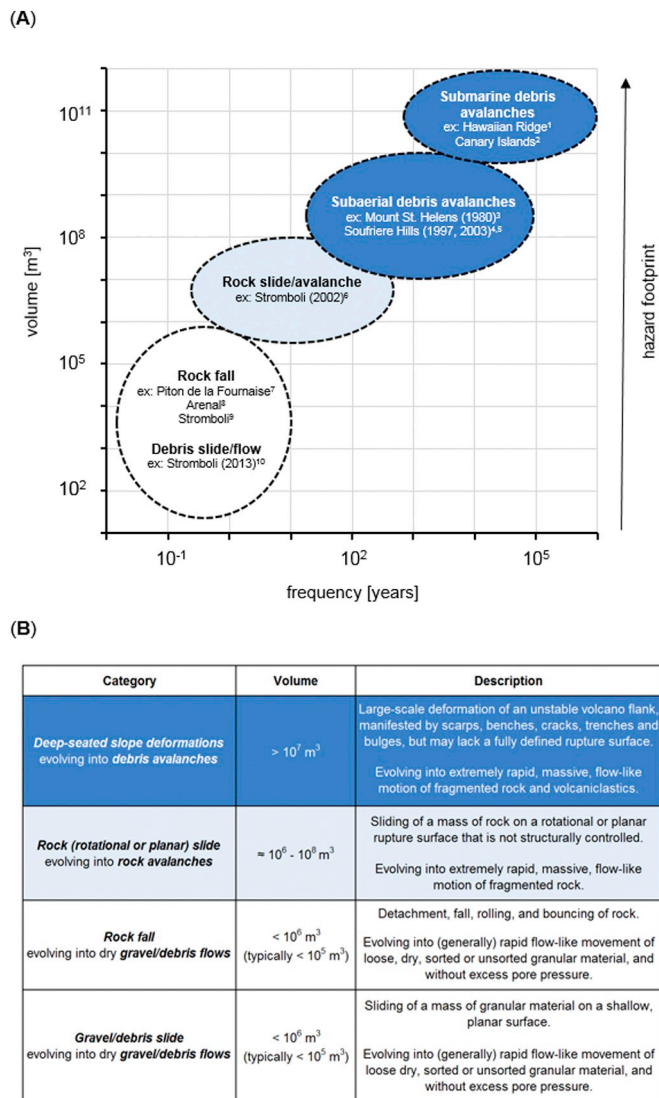 (A)
10¹¹
10⁸
10⁵
10²
volume [m³]
Submarine debris
avalanches
ex: Hawaiian Ridge¹
Canary Islands²
Subaerial debris avalanches
ex: Mount St. Helens (1980)³
Soufriere Hills (1997, 2003)⁴,⁵
Rock slide/avalanche
ex: Stromboli (2002)⁶
Rock fall
ex: Piton de la Fournaise⁷
Arenal⁸
Stromboli⁹
Debris slide/flow
ex: Stromboli (2013)¹⁰
hazard footprint
10⁻¹
10²
10⁵
frequency [years]
(B)
Category
Volume
Description
Deep-seated slope deformations
evolving into debris avalanches
> 10⁷ m³
Large-scale deformation of an unstable volcano flank,
manifested by scarps, benches, cracks, trenches and
bulges, but may lack a fully defined rupture surface.
Evolving into extremely rapid, massive, flow-like
motion of fragmented rock and volcaniclastics.
Rock (rotational or planar) slide
evolving into rock avalanches
≈ 10⁶ - 10⁸ m³
Sliding of a mass of rock on a rotational or planar
rupture surface that is not structurally controlled.
Evolving into extremely rapid, massive, flow-like
motion of fragmented rock.
Rock fall
evolving into dry gravel/debris flows
< 10⁶ m³
(typically < 10⁵ m³)
Detachment, fall, rolling, and bouncing of rock.
Evolving into (generally) rapid flow-like movement of
loose, dry, sorted or unsorted granular material, and
without excess pore pressure.
Gravel/debris slide
evolving into dry gravel/debris flows
< 10⁶ m³
(typically < 10⁵ m³)
Sliding of a mass of granular material on a shallow,
planar surface.
Evolving into (generally) rapid flow-like movement of
loose dry, sorted or unsorted granular material, and
without excess pore pressure.